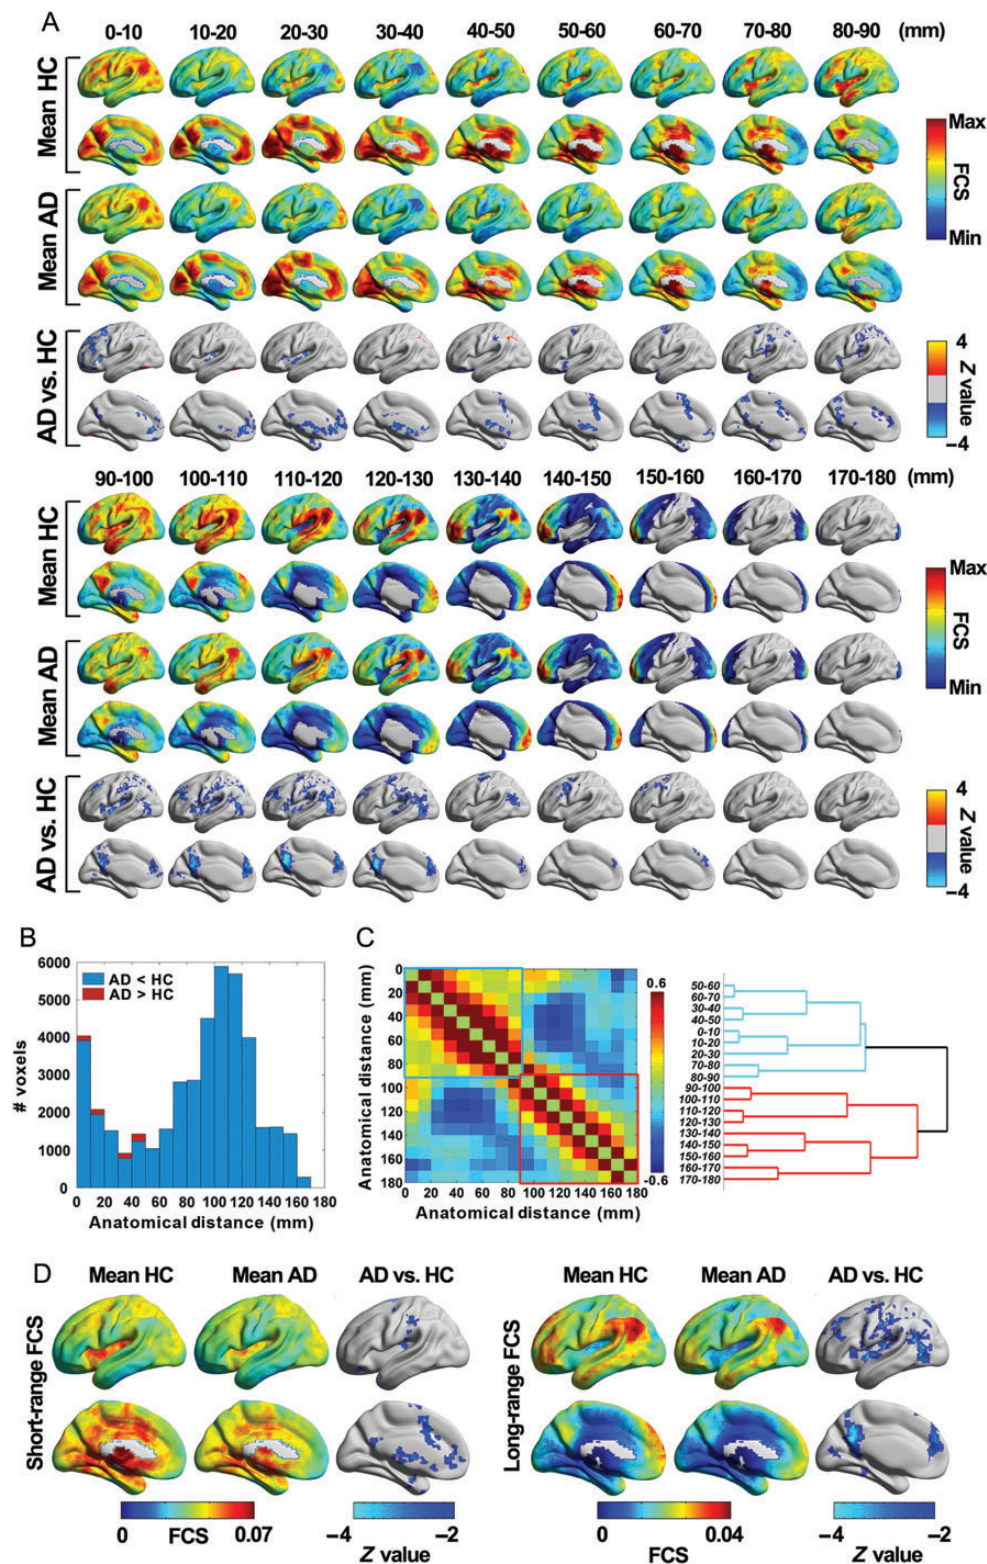 A
0-10 10-20 20-30 30-40 40-50 50-60 60-70 70-80 80-90 (mm)
Mean HC
Mean AD
AD vs. HC
Max
FCS
Min
4
Z value
−4
90-100 100-110 110-120 120-130 130-140 140-150 150-160 160-170 170-180 (mm)
Mean HC
Mean AD
AD vs. HC
Max
FCS
Min
4
Z value
−4
B
# voxels
6000
5000
4000
3000
2000
1000
0
AD < HC
AD > HC
0 20 40 60 80 100 120 140 170 180
Anatomical distance (mm)
C
Anatomical distance (mm)
0
20
40
60
80
100
120
140
160
180
0 20 40 60 80 100 120 140 160 180
Anatomical distance (mm)
0.6
-0.6
50-60
60-70
30-40
40-50
0-10
10-20
20-30
70-80
80-90
90-100
100-110
110-120
120-130
130-140
140-150
150-160
160-170
170-180
D
Mean HC Mean AD AD vs. HC
Short-range FCS
0 FCS 0.07
−4 −2
Z value
Mean HC Mean AD AD vs. HC
Long-range FCS
0 0.04
FCS
−4 −2
Z value